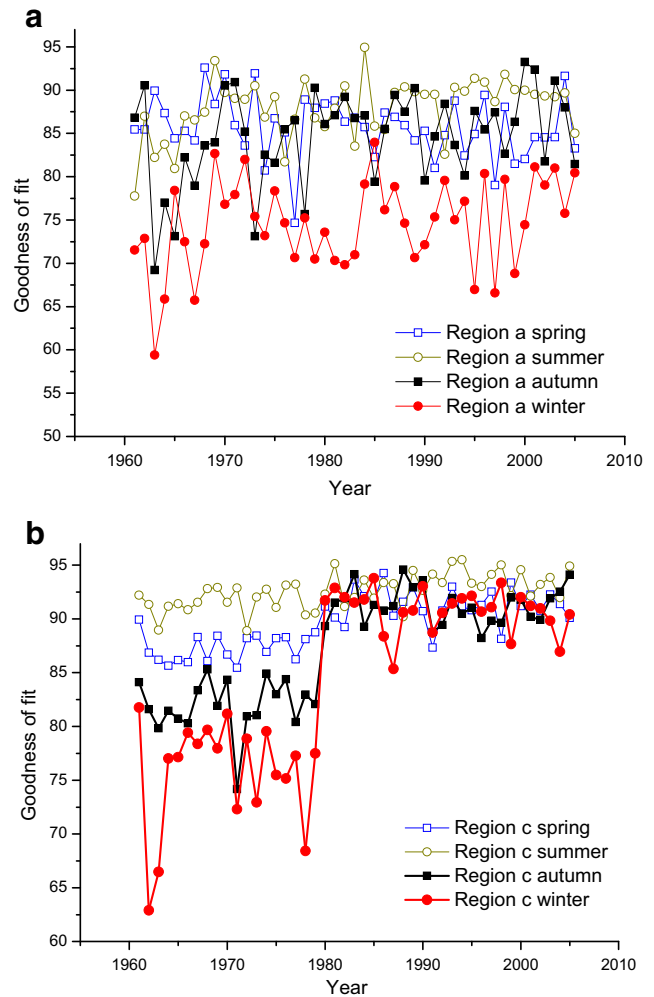 a
95
90
85
80
75
70
65
60
55
50
Goodness of fit
Region a spring
Region a summer
Region a autumn
Region a winter
1960 1970 1980 1990 2000 2010
Year
b
95
90
85
80
75
70
65
60
Goodness of fit
Region c spring
Region c summer
Region c autumn
Region c winter
1960 1970 1980 1990 2000 2010
Year